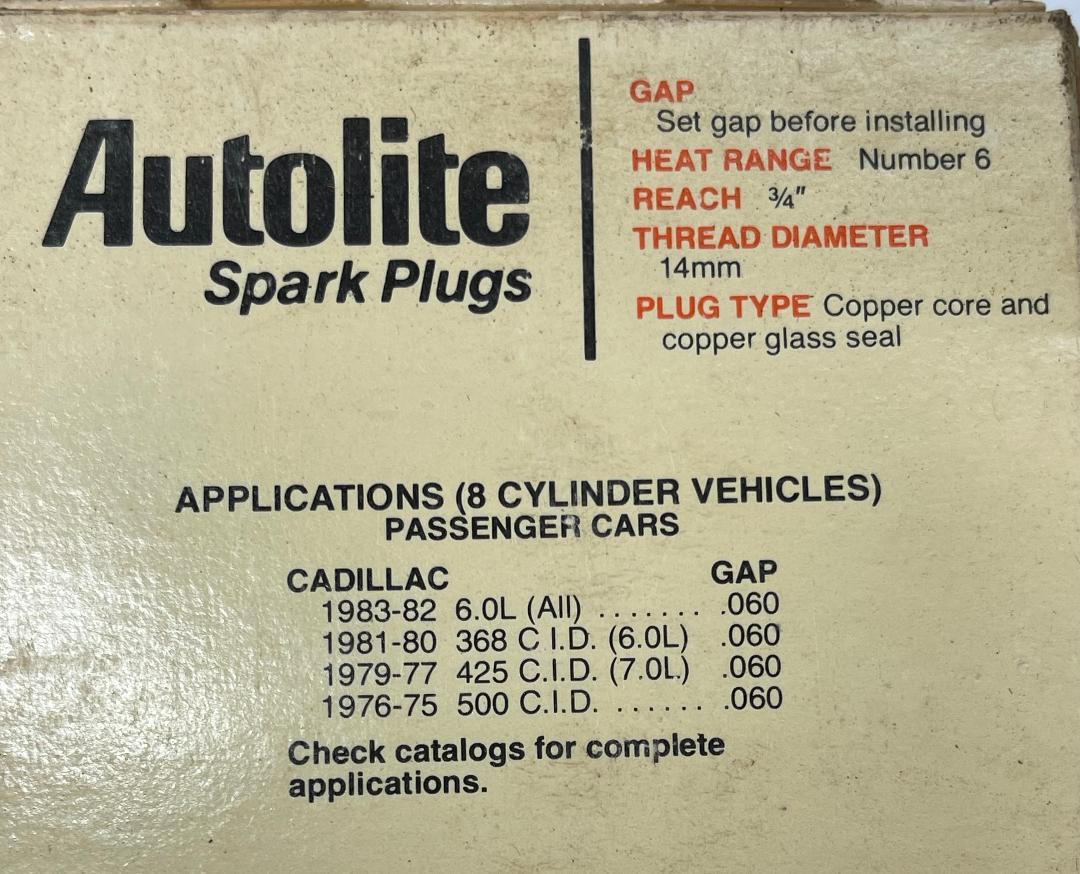 Autolite
Spark Plugs
GAP
Set gap before installing
HEAT RANGE Number 6
REACH ¾"
THREAD DIAMETER
14mm
PLUG TYPE Copper core and
copper glass seal
APPLICATIONS (8 CYLINDER VEHICLES)
PASSENGER CARS
CADILLAC GAP
1983-82 6.0L (All) ....... .060
1981-80 368 C.I.D. (6.0L) .060
1979-77 425 C.I.D. (7.0L.) .060
1976-75 500 C.I.D. ...... .060
Check catalogs for complete
applications.